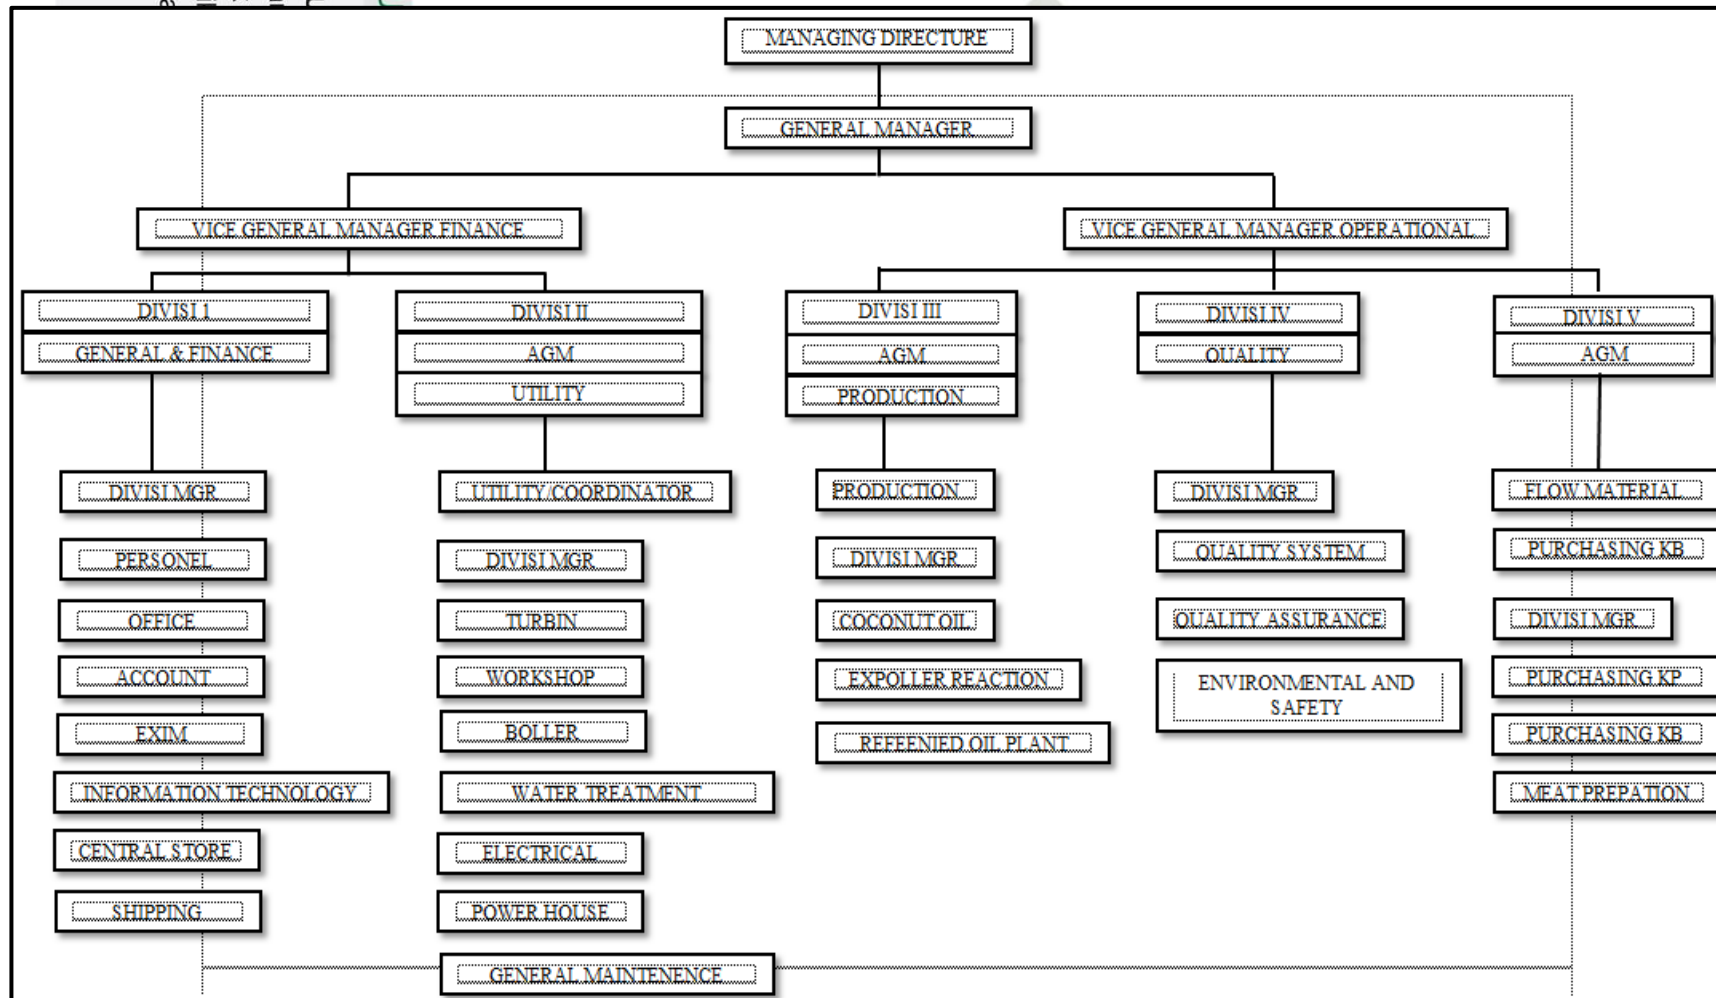 MANAGING DIRECTURE
GENERAL MANAGER
VICE GENERAL MANAGER FINANCE
VICE GENERAL MANAGER OPERATIONAL
DIVISI 1
GENERAL & FINANCE
DIVISI II
AGM
UTILITY
DIVISI III
AGM
PRODUCTION
DIVISI IV
QUALITY
DIVISI V
AGM
DIVISI MGR
PERSONEL
OFFICE
ACCOUNT
EXIM
INFORMATION TECHNOLOGY
CENTRAL STORE
SHIPPING
UTILITY/COORDINATOR
DIVISI MGR
TURBIN
WORKSHOP
BOLLER
WATER TREATMENT
ELECTRICAL
POWER HOUSE
GENERAL MAINTENENCE
PRODUCTION
DIVISI MGR
COCONUT OIL
EXPOLLER REACTION
REFEENIED OIL PLANT
DIVISI MGR
QUALITY SYSTEM
QUALITY ASSURANCE
ENVIRONMENTAL AND
SAFETY
FLOW MATERIAL
PURCHASING KB
DIVISI MGR
PURCHASING KP
PURCHASING KB
MEAT PREPATION